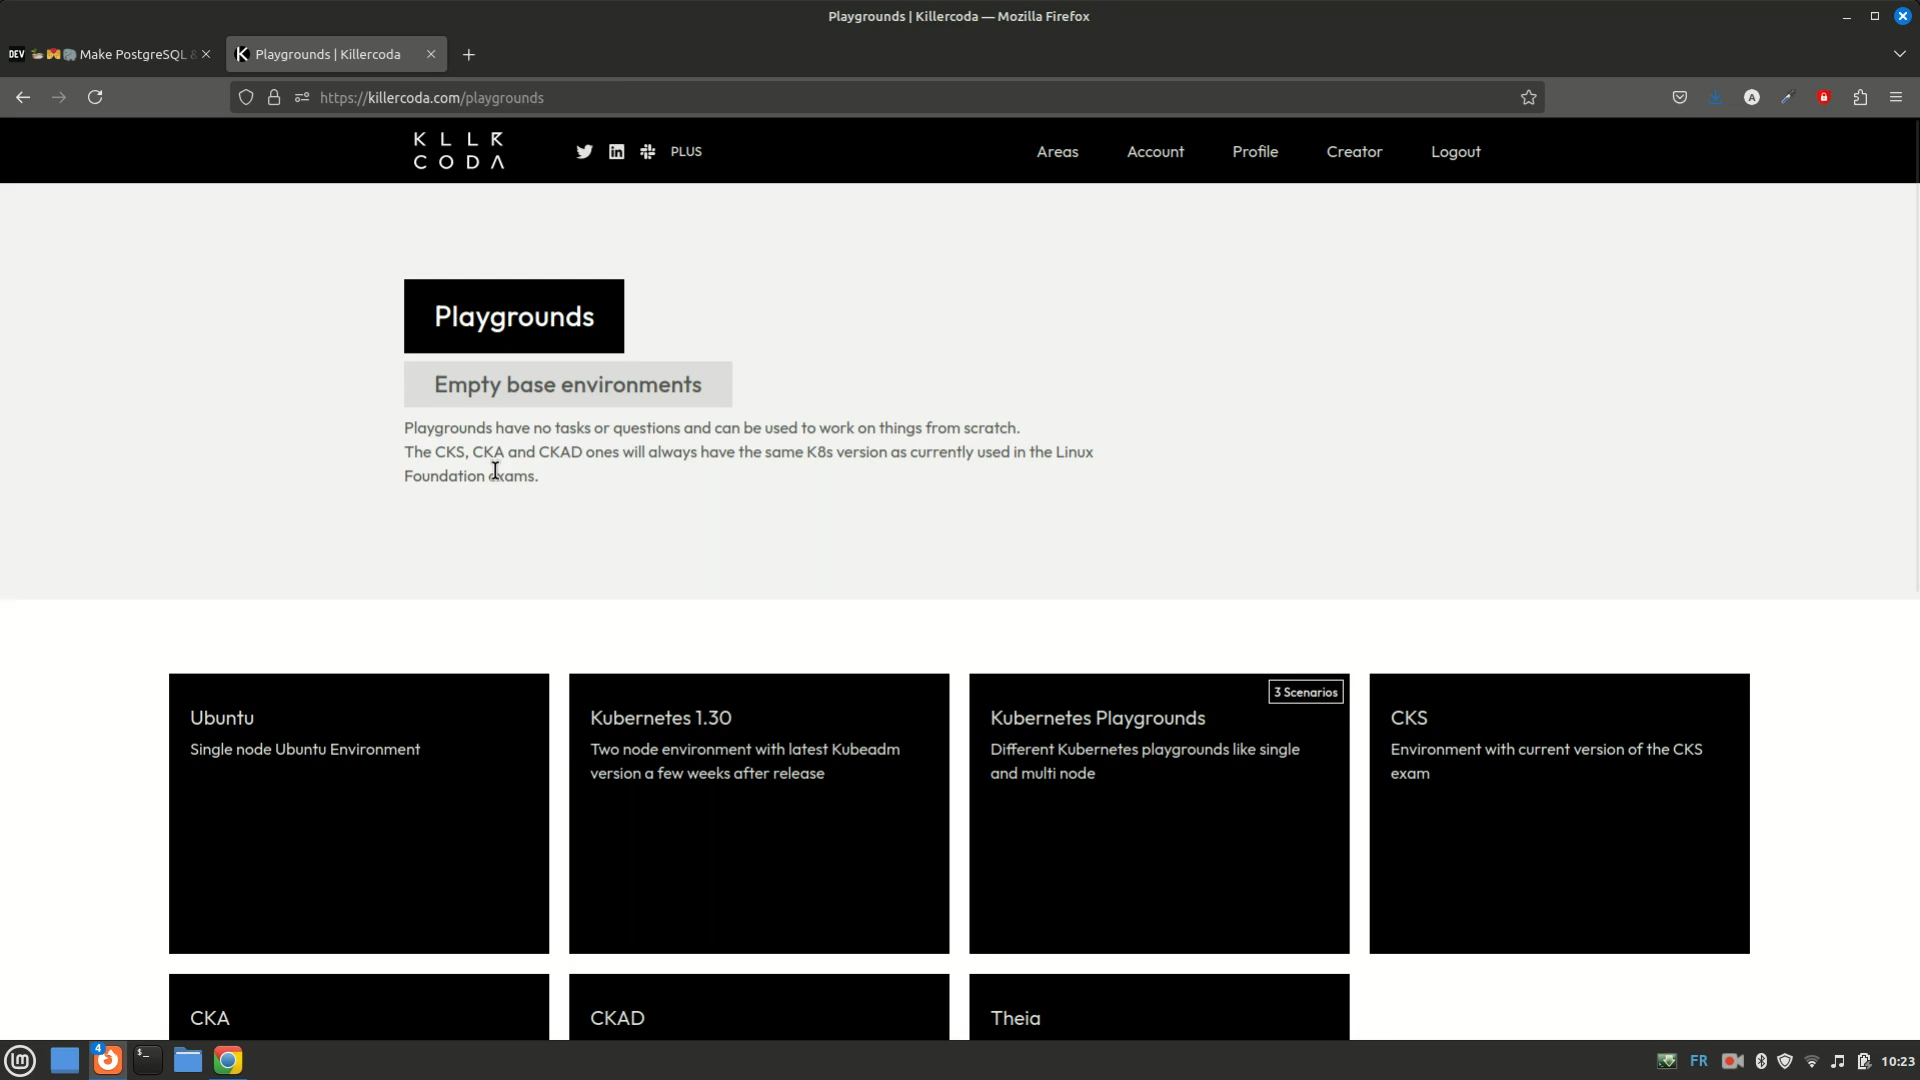 Playgrounds | Killercoda — Mozilla Firefox
DEV Make PostgreSQL &
K Playgrounds | Killercoda
https://killercoda.com/playgrounds
A
KLLR
CODA
PLUS
Areas
Account
Profile
Creator
Logout
Playgrounds
Empty base environments
Playgrounds have no tasks or questions and can be used to work on things from scratch.
The CKS, CKA and CKAD ones will always have the same K8s version as currently used in the Linux
Foundation exams.
Ubuntu
Single node Ubuntu Environment
Kubernetes 1.30
Two node environment with latest Kubeadm
version a few weeks after release
3 Scenarios
Kubernetes Playgrounds
Different Kubernetes playgrounds like single
and multi node
CKS
Environment with current version of the CKS
exam
CKA
CKAD
Theia
4
$_
FR
10:23